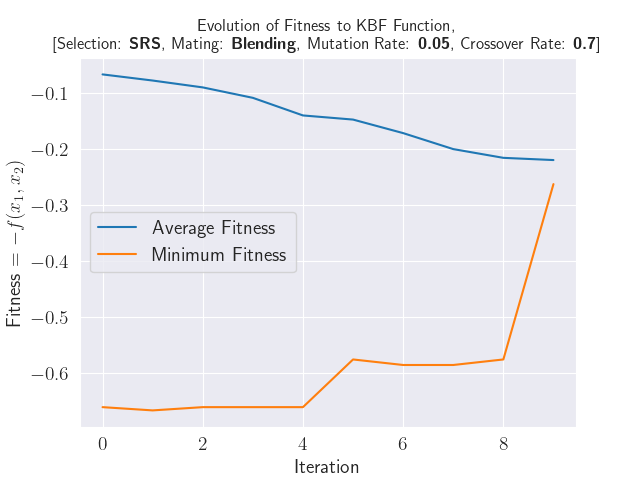 Evolution of Fitness to KBF Function,
[Selection: SRS, Mating: Blending, Mutation Rate: 0.05, Crossover Rate: 0.7]
−0.1
−0.2
−0.3
−0.4
−0.5
−0.6
Fitness = −f(x₁, x₂)
Average Fitness
Minimum Fitness
0 2 4 6 8
Iteration